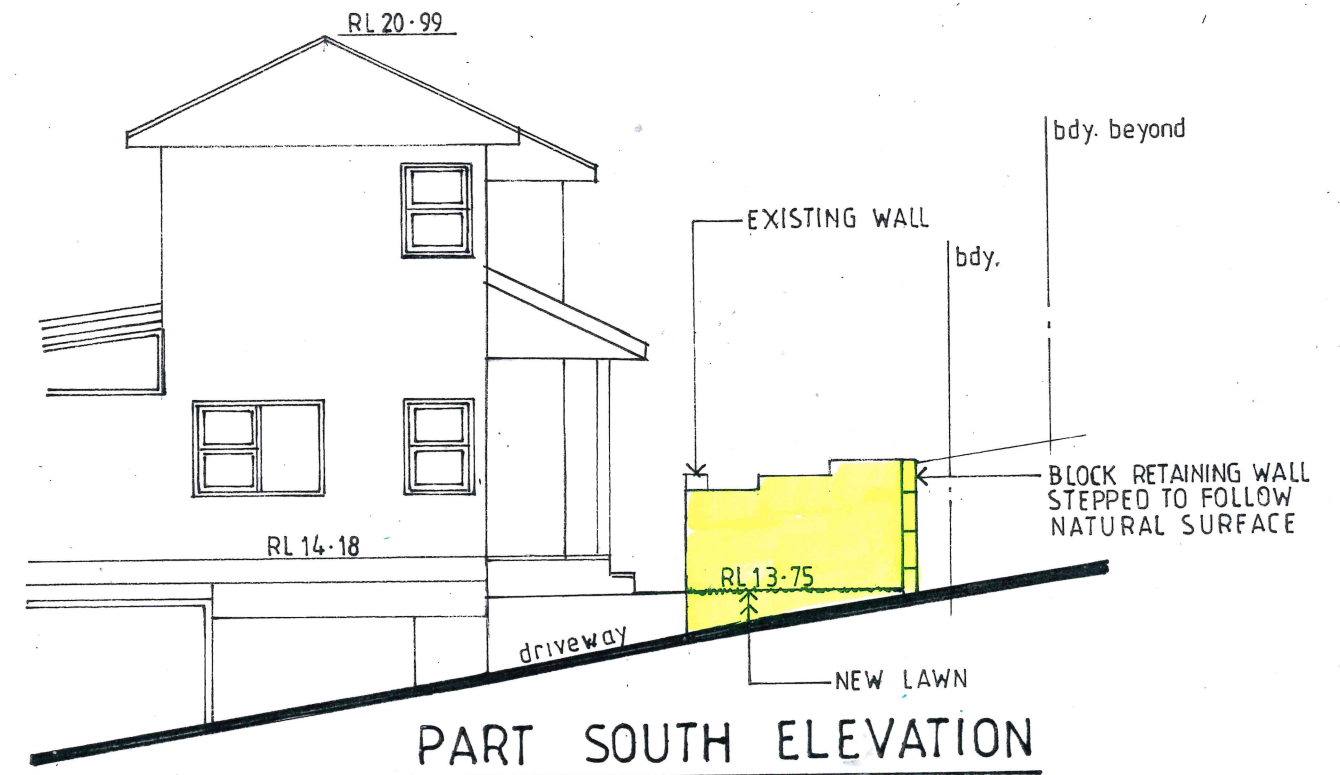 RL 20·99
bdy. beyond
EXISTING WALL
bdy.
BLOCK RETAINING WALL
STEPPED TO FOLLOW
NATURAL SURFACE
RL 14·18
RL 13·75
driveway
NEW LAWN
PART SOUTH ELEVATION